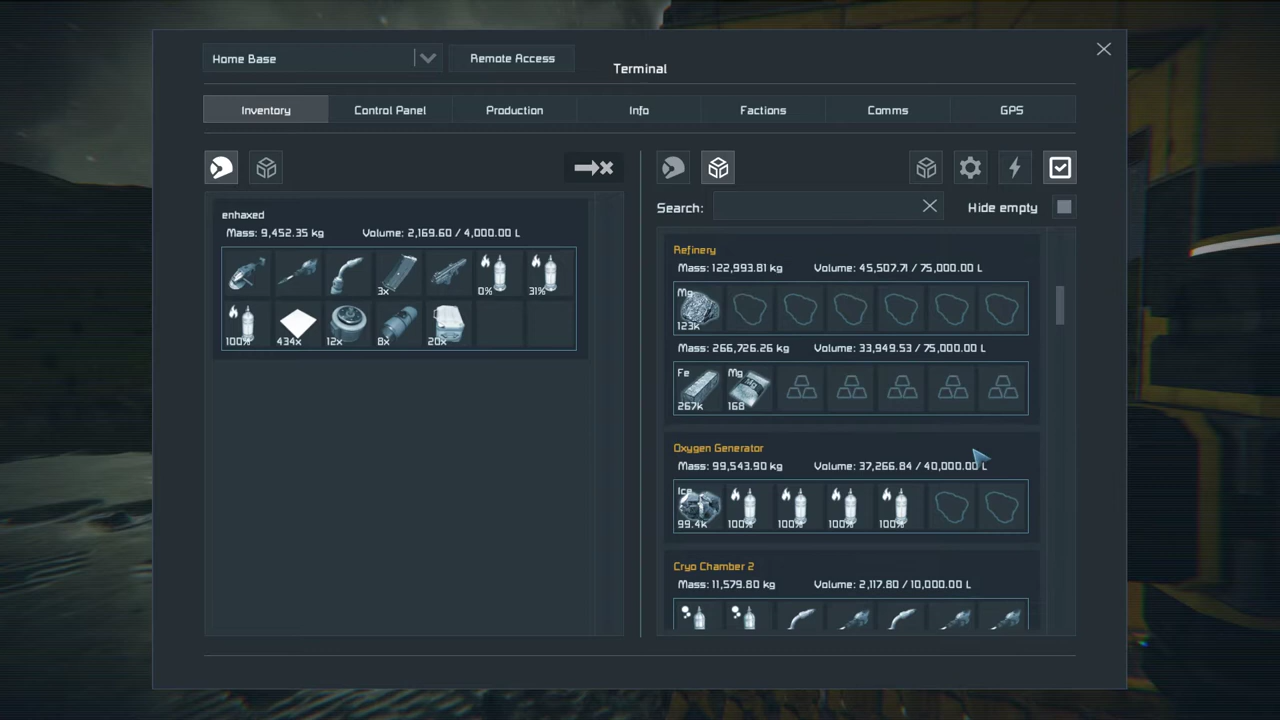 Home Base
Remote Access
Terminal
Inventory
Control Panel
Production
Info
Factions
Comms
GPS
Search:
Hide empty
enhaxed
Mass: 9,452.35 kg
Volume: 2,169.60 / 4,000.00 L
3x
0%
31%
100%
434x
12x
8x
20x
Refinery
Mass: 122,993.81 kg
Volume: 45,507.71 / 75,000.00 L
Mg
123k
Mass: 266,726.26 kg
Volume: 33,949.53 / 75,000.00 L
Fe
Mg
Mg
267k
168
Oxygen Generator
Mass: 99,543.90 kg
Volume: 37,266.84 / 40,000.00 L
Ice
99.4k
100%
100%
100%
100%
Cryo Chamber 2
Mass: 11,579.80 kg
Volume: 2,117.80 / 10,000.00 L